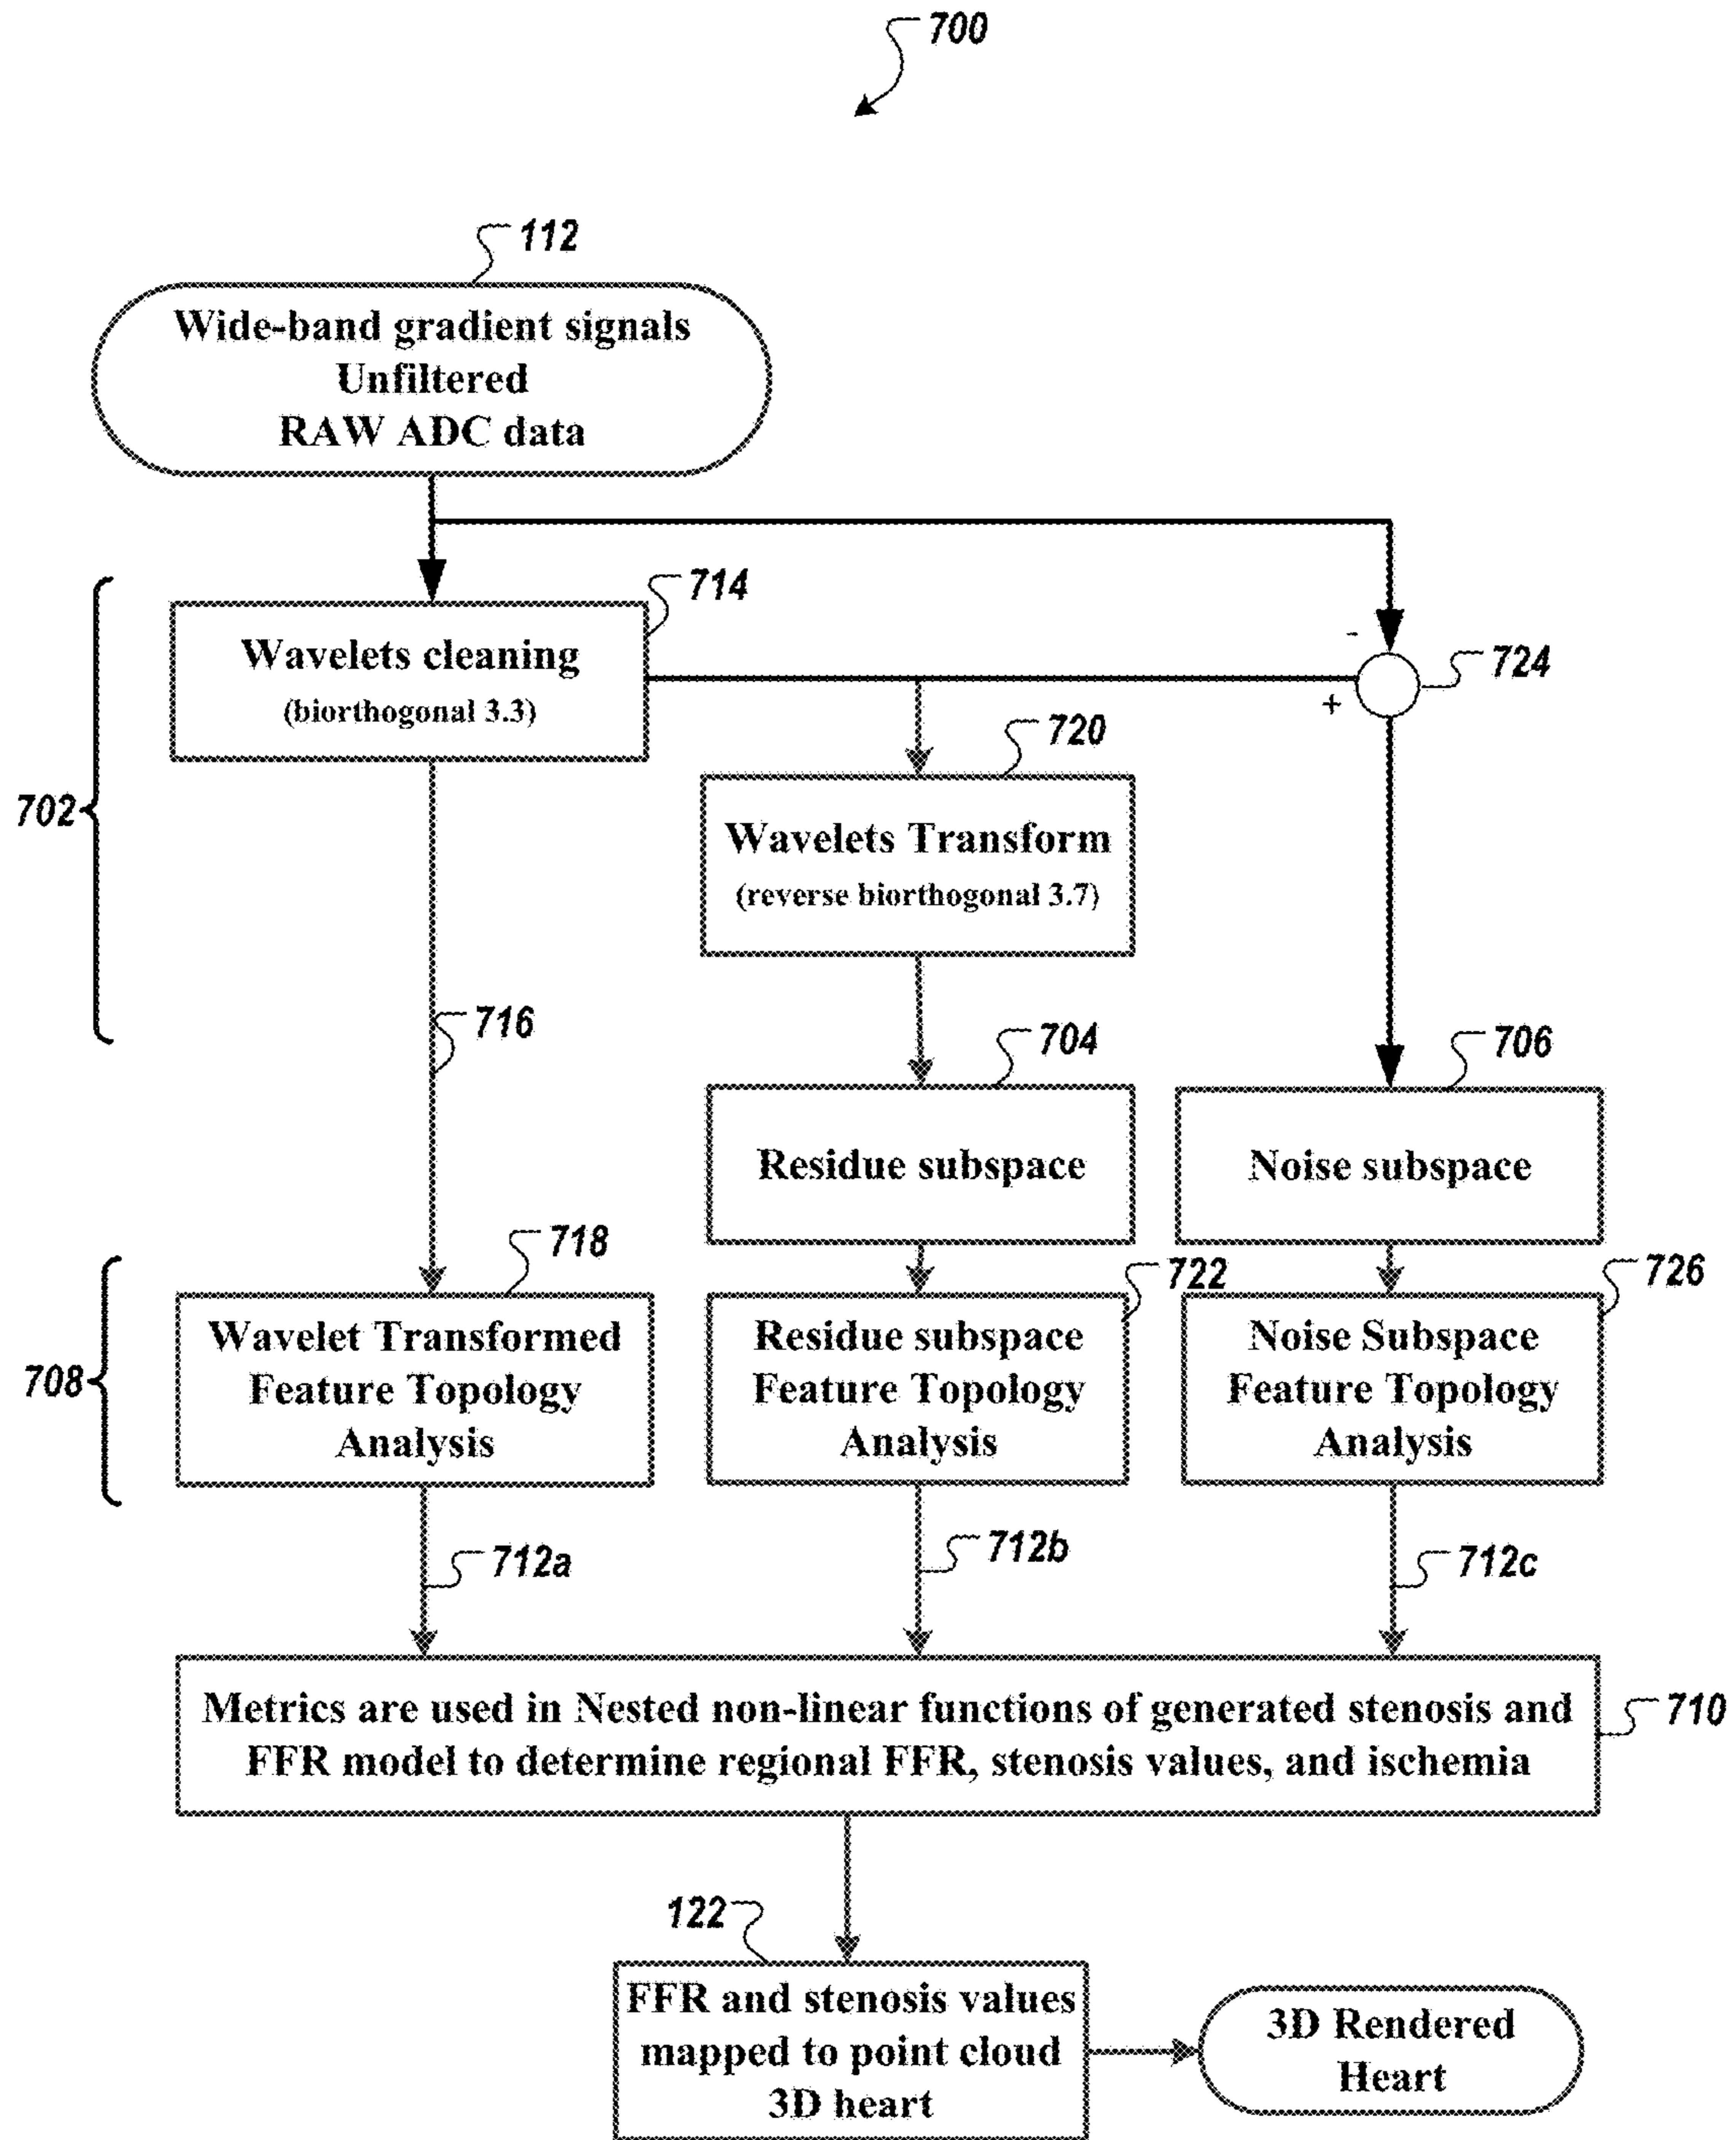 700
112
Wide-band gradient signals
Unfiltered
RAW ADC data
714
Wavelets cleaning
(biorthogonal 3.3)
-
+
724
720
Wavelets Transform
(reverse biorthogonal 3.7)
702
716
704
706
Residue subspace
Noise subspace
718
722
726
708
Wavelet Transformed
Feature Topology
Analysis
Residue subspace
Feature Topology
Analysis
Noise Subspace
Feature Topology
Analysis
712a
712b
712c
Metrics are used in Nested non-linear functions of generated stenosis and
FFR model to determine regional FFR, stenosis values, and ischemia
710
122
FFR and stenosis values
mapped to point cloud
3D heart
3D Rendered
Heart